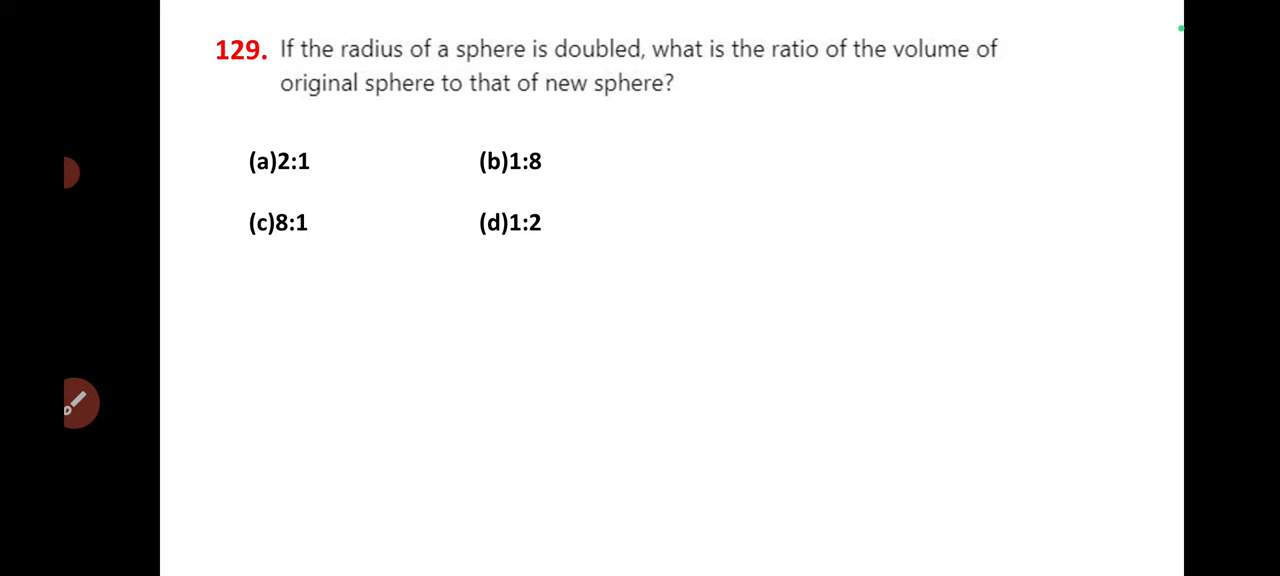 129. If the radius of a sphere is doubled, what is the ratio of the volume of
original sphere to that of new sphere?
(a)2:1 (b)1:8
(c)8:1 (d)1:2